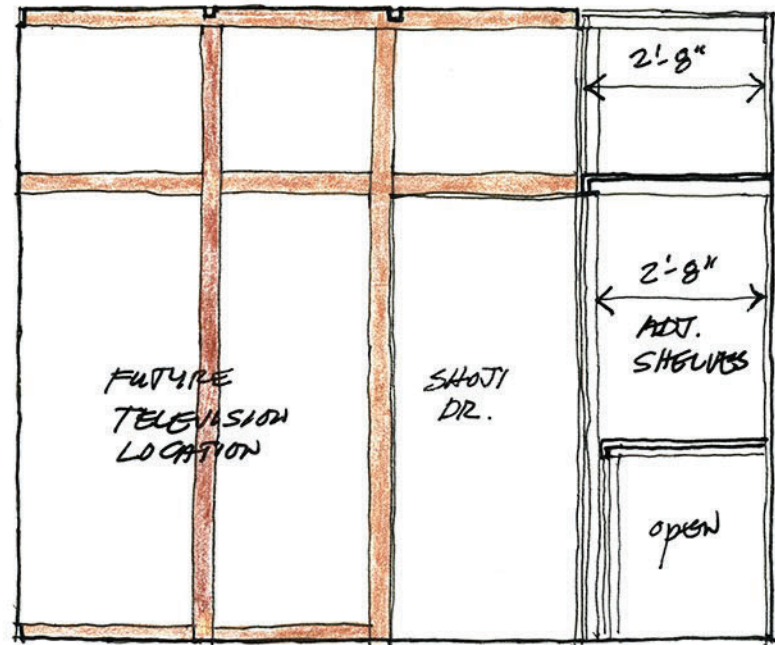 2'-8"
2'-8"
ADJ.
SHELVES
FUTURE
TELEVISION
LOCATION
SHOJI
DR.
OPEN